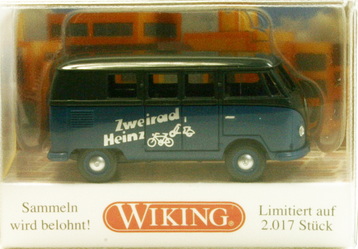 Zweirad
Heinz
Sammeln
wird belohnt!
WIKING
Limitiert auf
2.017 Stück